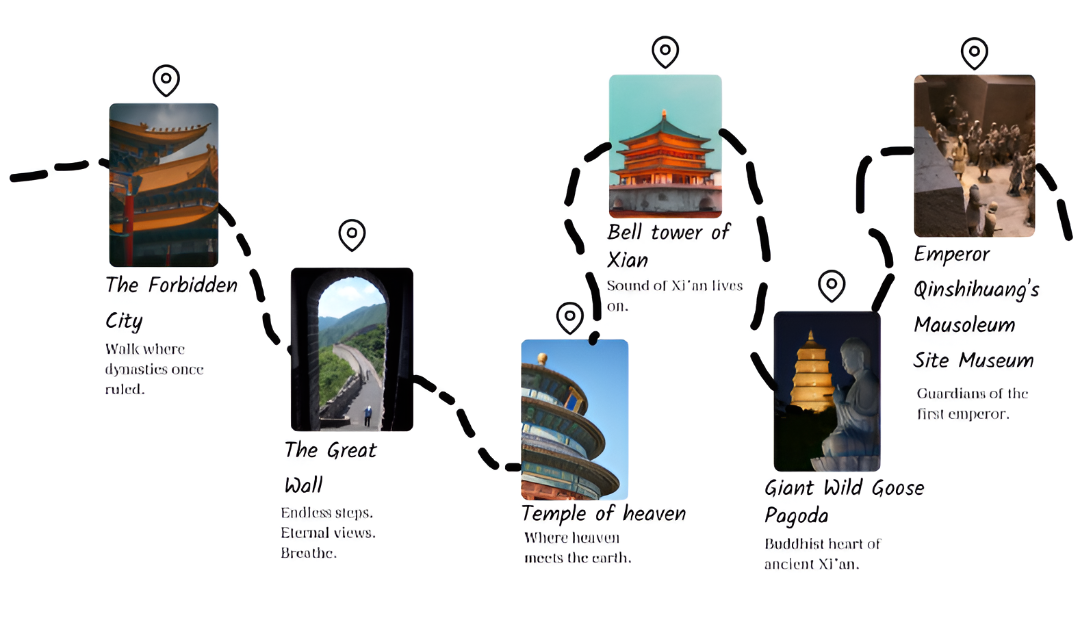 The Forbidden
City
Walk where
dynasties once
ruled.
The Great
Wall
Endless steps.
Eternal views.
Breathe.
Temple of heaven
Where heaven
meets the earth.
Bell tower of
Xian
Sound of Xi'an lives
on.
Giant Wild Goose
Pagoda
Buddhist heart of
ancient Xi'an.
Emperor
Qinshihuang's
Mausoleum
Site Museum
Guardians of the
first emperor.